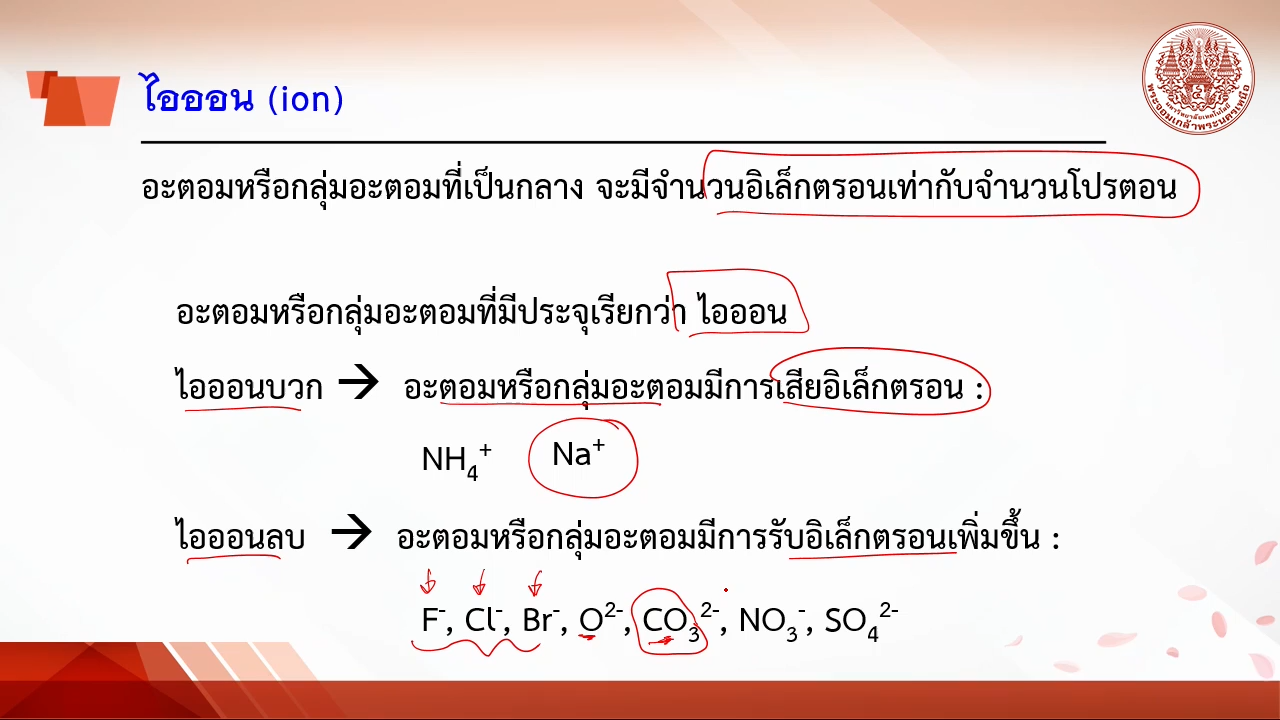 ไอออน (ion)
อะตอมหรือกลุ่มอะตอมที่เป็นกลาง จะมีจำนวนอิเล็กตรอนเท่ากับจำนวนโปรตอน
อะตอมหรือกลุ่มอะตอมที่มีประจุเรียกว่า ไอออน
ไอออนบวก → อะตอมหรือกลุ่มอะตอมมีการเสียอิเล็กตรอน :
NH₄⁺ Na⁺
ไอออนลบ → อะตอมหรือกลุ่มอะตอมมีการรับอิเล็กตรอนเพิ่มขึ้น :
F⁻, Cl⁻, Br⁻, O²⁻, CO₃²⁻, NO₃⁻, SO₄²⁻